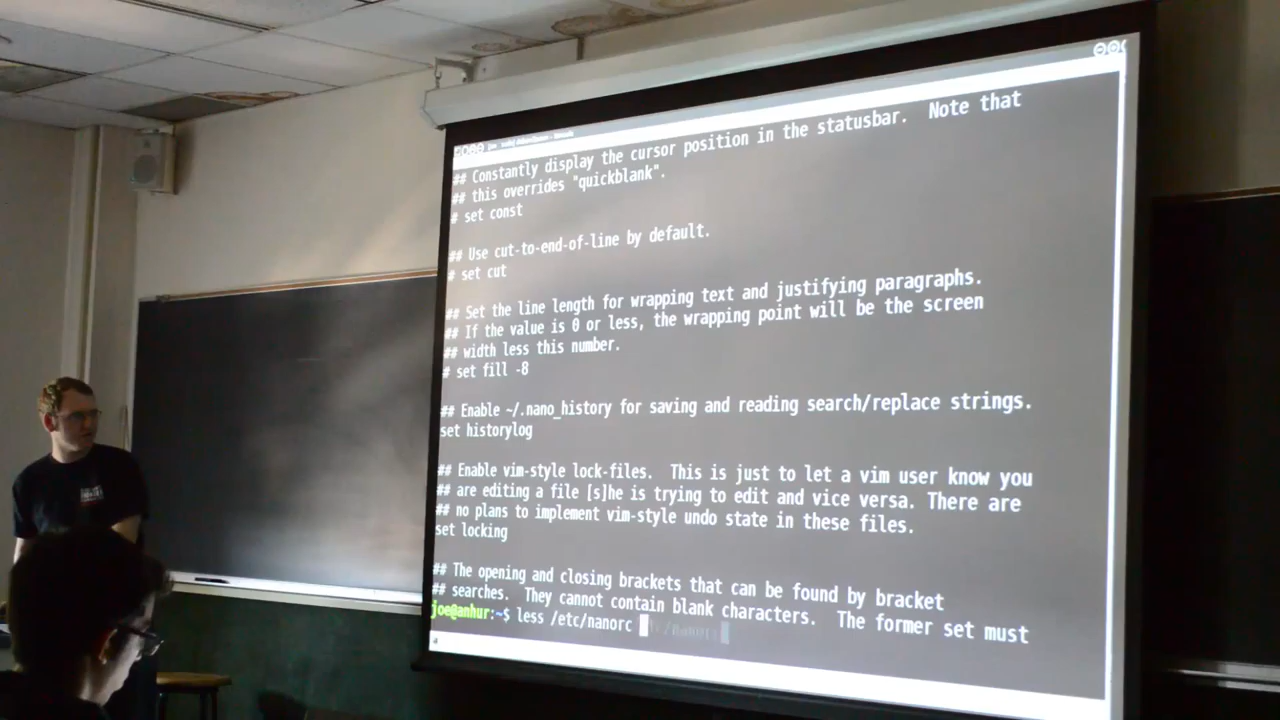 ## Constantly display the cursor position in the statusbar.  Note that
## this overrides "quickblank".
# set const
## Use cut-to-end-of-line by default.
# set cut
## Set the line length for wrapping text and justifying paragraphs.
## If the value is 0 or less, the wrapping point will be the screen
## width less this number.
# set fill -8
## Enable ~/.nano_history for saving and reading search/replace strings.
set historylog
## Enable vim-style lock-files.  This is just to let a vim user know you
## are editing a file [s]he is trying to edit and vice versa. There are
## no plans to implement vim-style undo state in these files.
set locking
## The opening and closing brackets that can be found by bracket
## searches.  They cannot contain blank characters.  The former set must
joe@anhur:~$ less /etc/nanorc